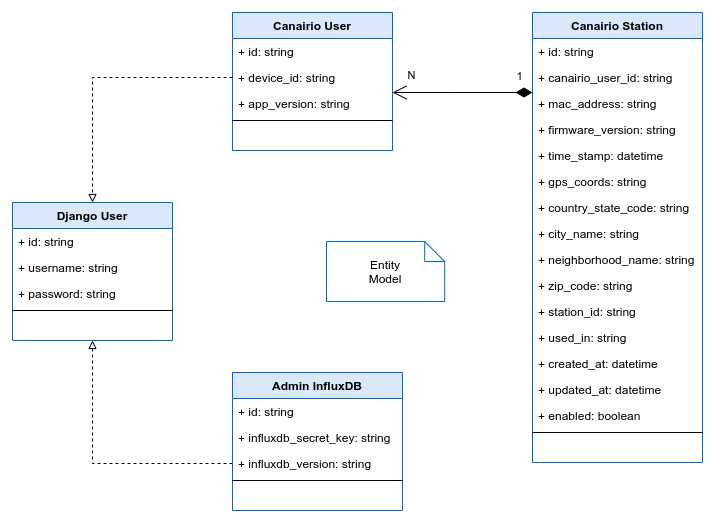 Canairio User
+ id: string
+ device_id: string
+ app_version: string
N
1
Canairio Station
+ id: string
+ canairio_user_id: string
+ mac_address: string
+ firmware_version: string
+ time_stamp: datetime
+ gps_coords: string
+ country_state_code: string
+ city_name: string
+ neighborhood_name: string
+ zip_code: string
+ station_id: string
+ used_in: string
+ created_at: datetime
+ updated_at: datetime
+ enabled: boolean
Django User
+ id: string
+ username: string
+ password: string
Entity
Model
Admin InfluxDB
+ id: string
+ influxdb_secret_key: string
+ influxdb_version: string